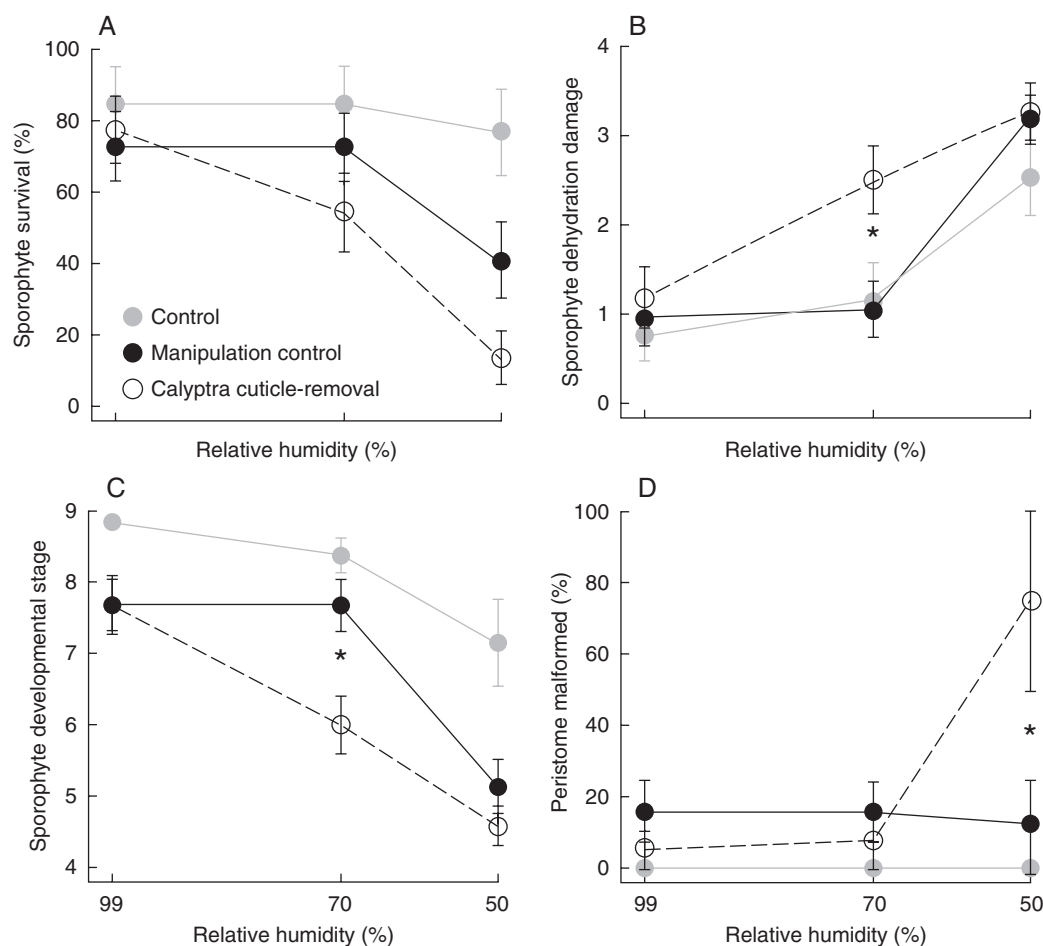 A
Sporophyte survival (%)
100
80
60
40
20
0
Control
Manipulation control
Calyptra cuticle-removal
Relative humidity (%)
B
Sporophyte dehydration damage
4
3
2
1
0
*
Relative humidity (%)
C
Sporophyte developmental stage
9
8
7
6
5
4
*
99
70
50
Relative humidity (%)
D
Peristome malformed (%)
100
80
60
40
20
0
*
99
70
50
Relative humidity (%)